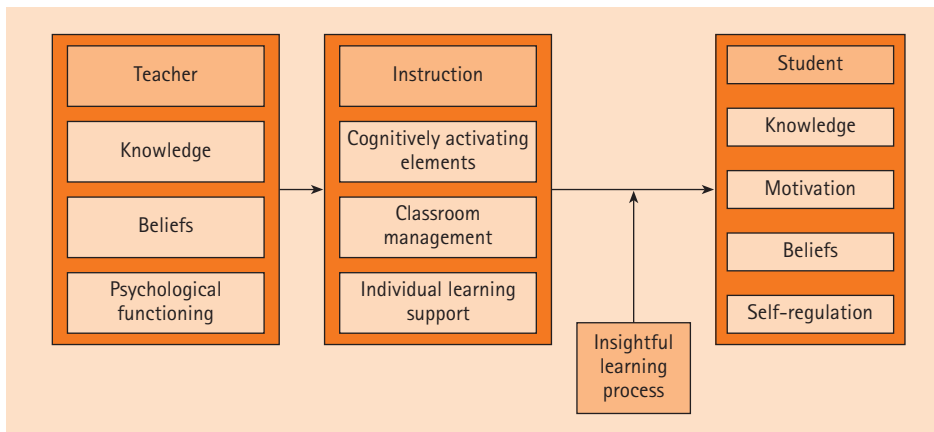 Teacher
Knowledge
Beliefs
Psychological
functioning
Instruction
Cognitively activating
elements
Classroom
management
Individual learning
support
Insightful
learning
process
Student
Knowledge
Motivation
Beliefs
Self-regulation